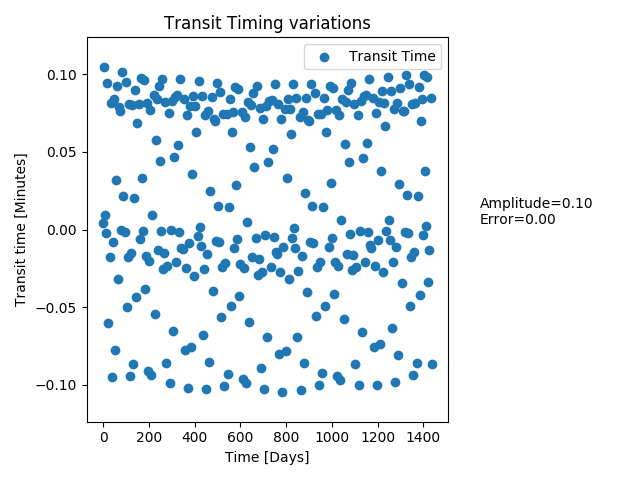 Transit Timing variations
Transit Time
0.10
0.05
0.00
−0.05
−0.10
Transit time [Minutes]
0 200 400 600 800 1000 1200 1400
Time [Days]
Amplitude=0.10
Error=0.00